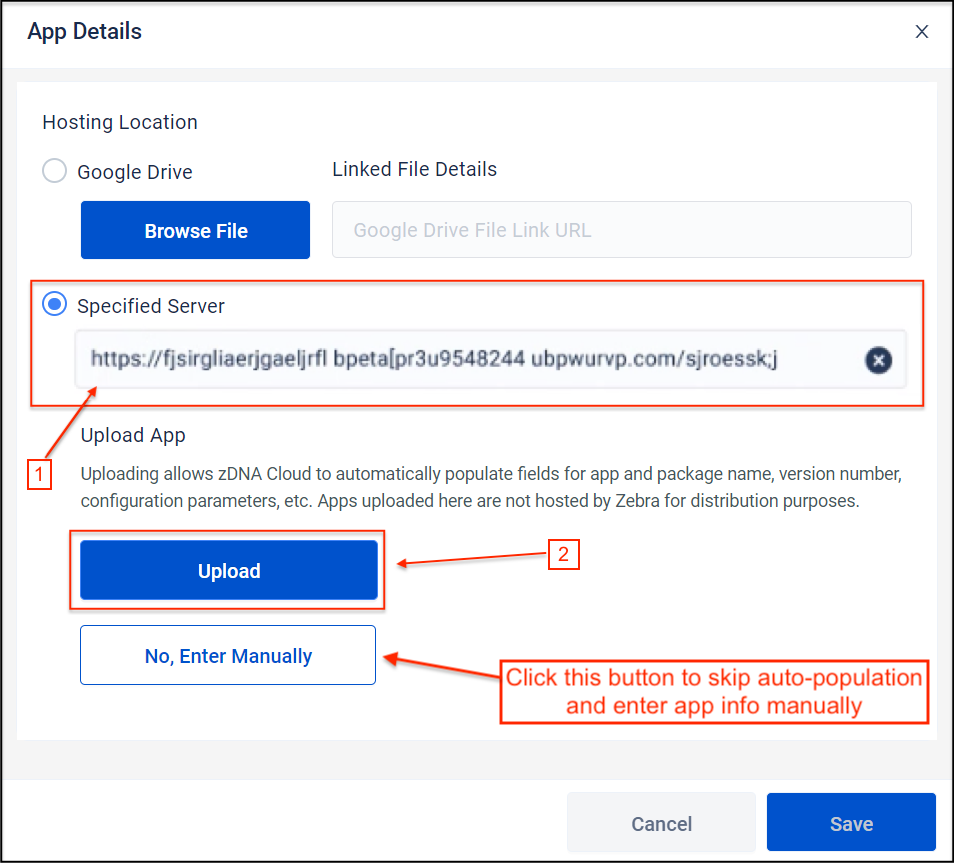 App Details
Hosting Location
Google Drive
Linked File Details
Browse File
Google Drive File Link URL
Specified Server
https://fjsirgliaerjgaeljrfl bpeta[pr3u9548244 ubpwurvp.com/sjroessk;j
1
Upload App
Uploading allows zDNA Cloud to automatically populate fields for app and package name, version number,
configuration parameters, etc. Apps uploaded here are not hosted by Zebra for distribution purposes.
Upload
2
No, Enter Manually
Click this button to skip auto-population
and enter app info manually
Cancel
Save